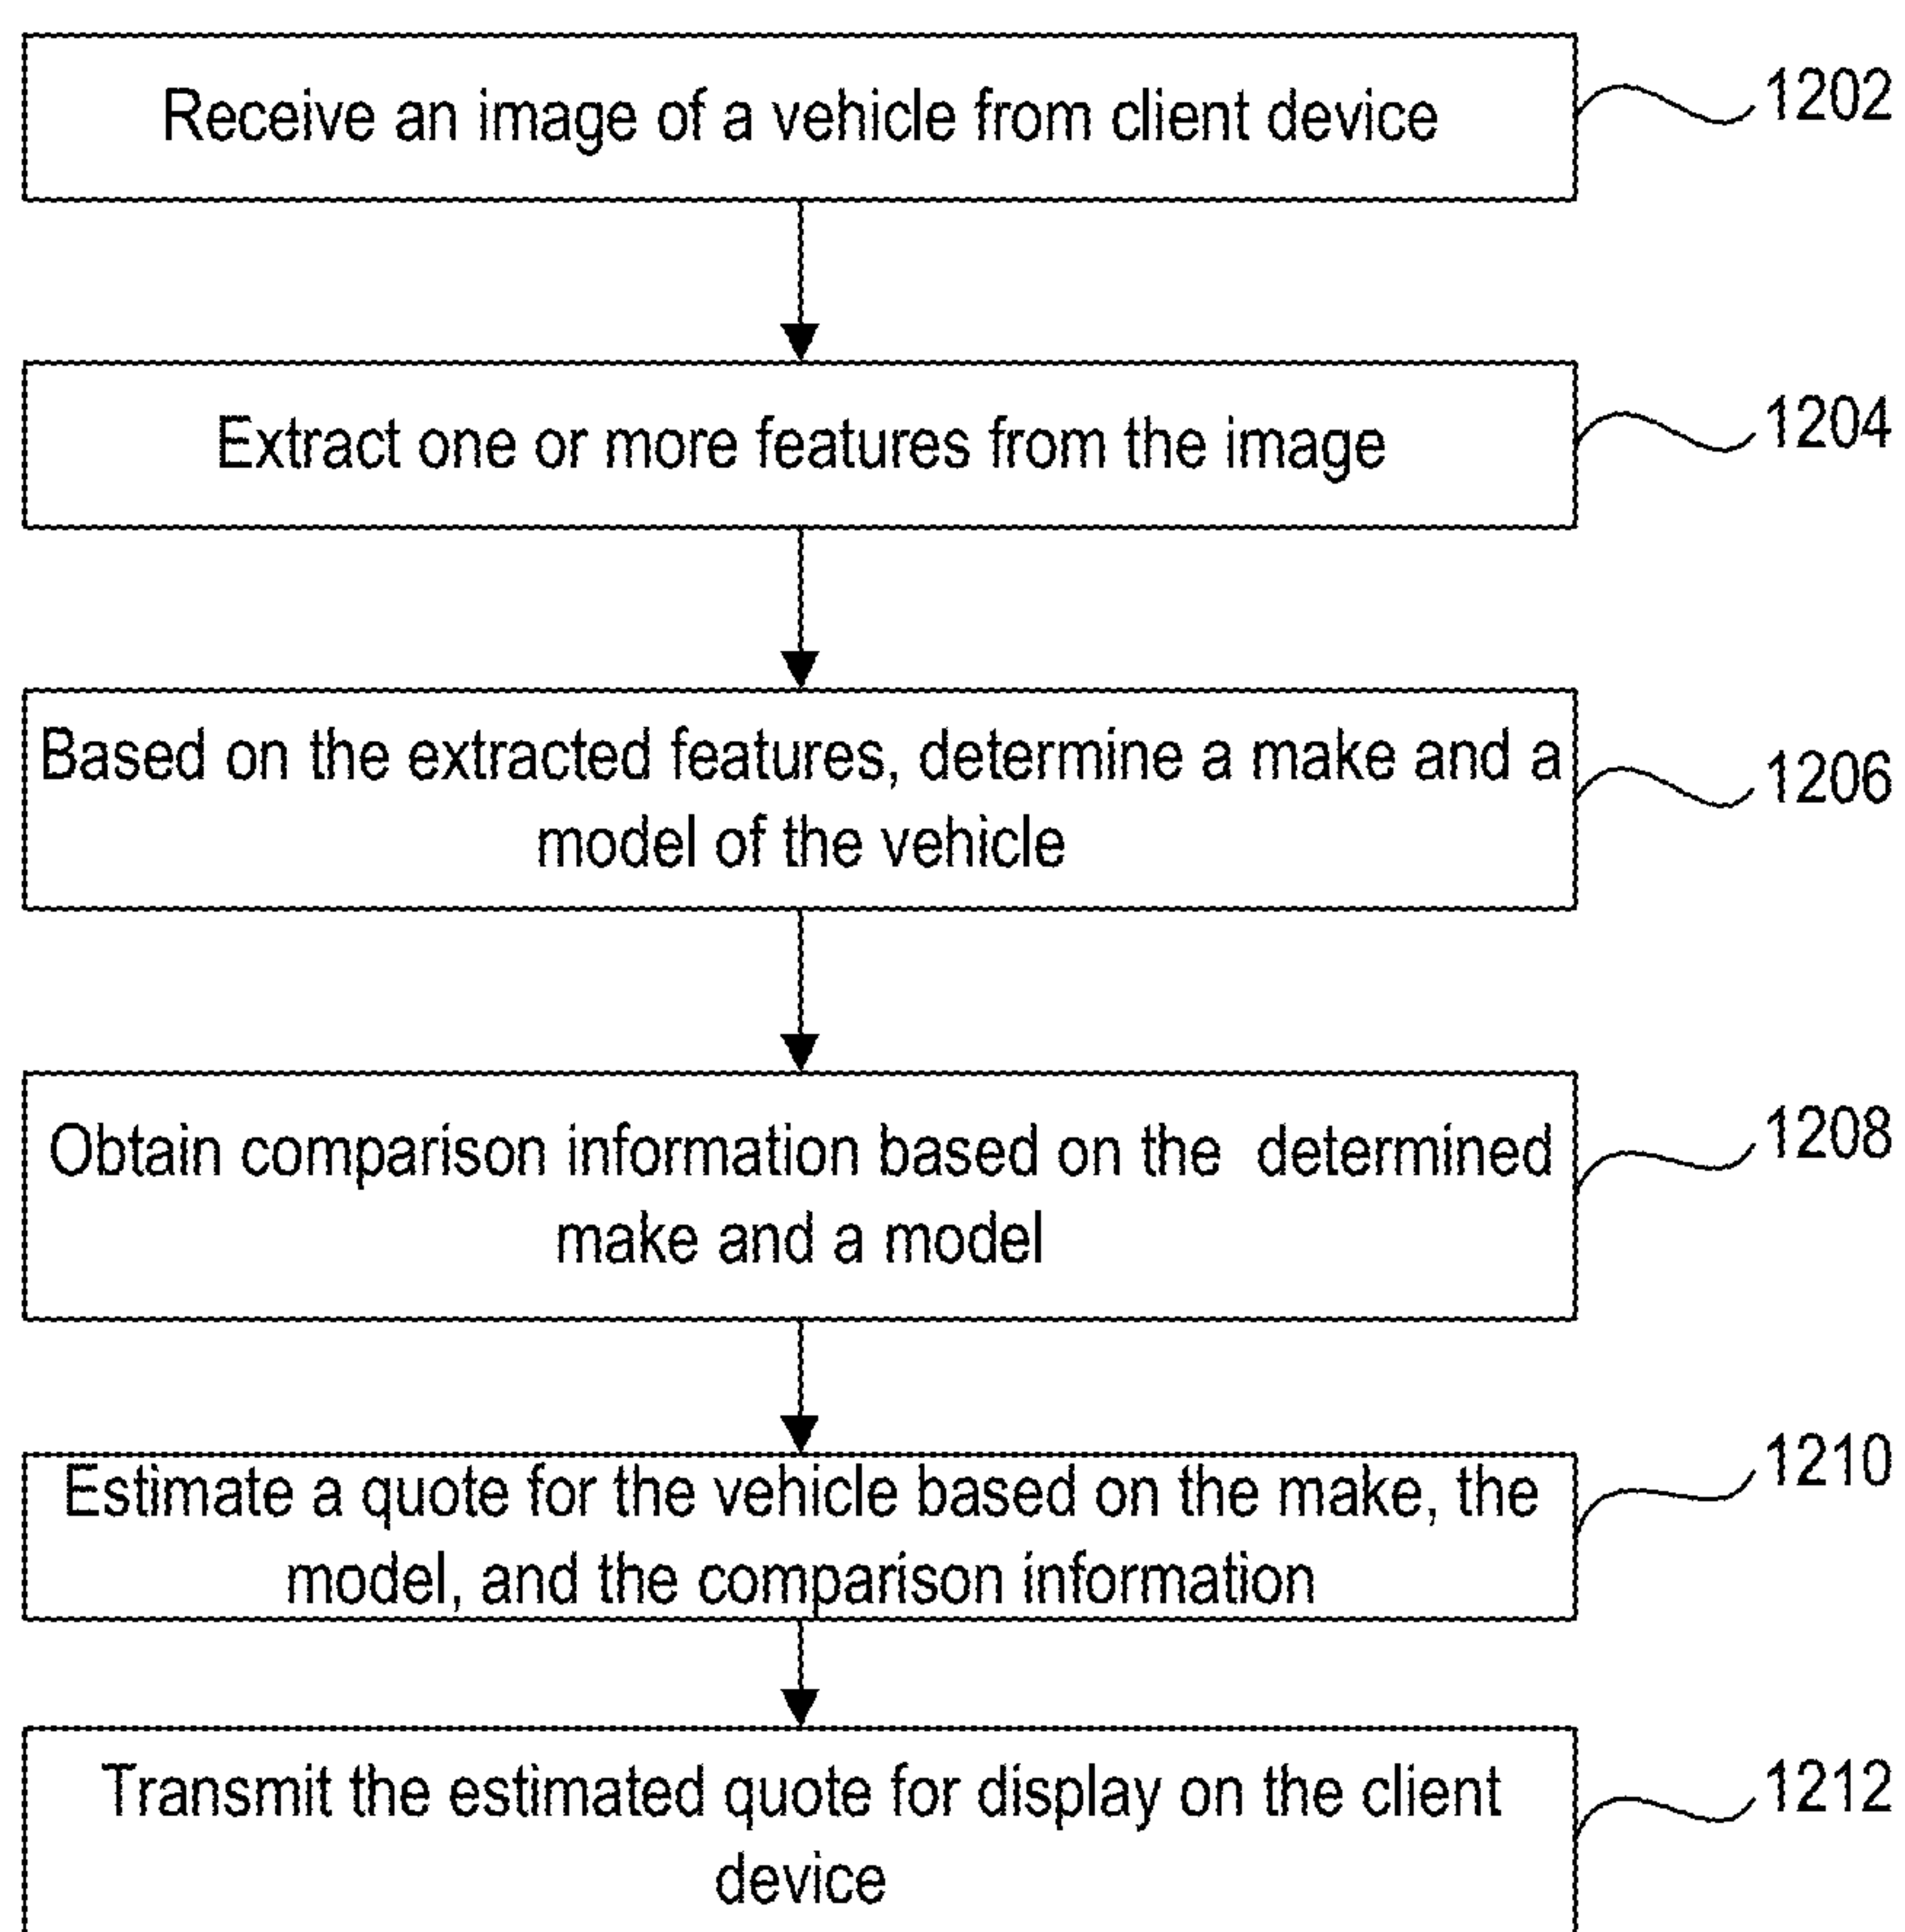 Receive an image of a vehicle from client device
1202
Extract one or more features from the image
1204
Based on the extracted features, determine a make and a
model of the vehicle
1206
Obtain comparison information based on the determined
make and a model
1208
Estimate a quote for the vehicle based on the make, the
model, and the comparison information
1210
Transmit the estimated quote for display on the client
device
1212